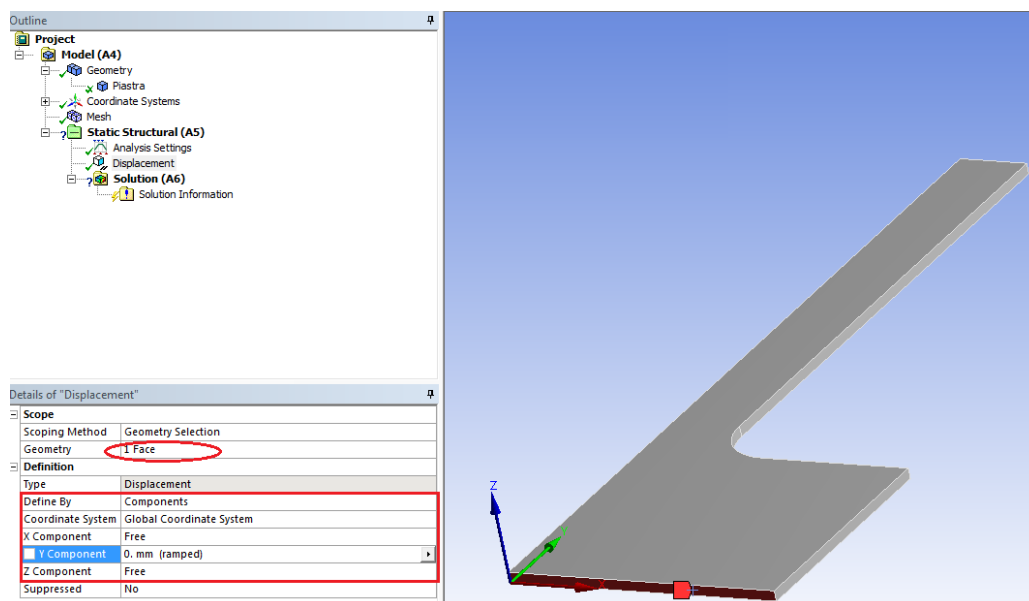 Outline
Project
Model (A4)
Geometry
Piastra
Coordinate Systems
Mesh
Static Structural (A5)
Analysis Settings
Displacement
Solution (A6)
Solution Information
Details of "Displacement"
Scope
Scoping Method Geometry Selection
Geometry 1 Face
Definition
Type Displacement
Define By Components
Coordinate System Global Coordinate System
X Component Free
Y Component 0. mm (ramped)
Z Component Free
Suppressed No
Z
Y
X